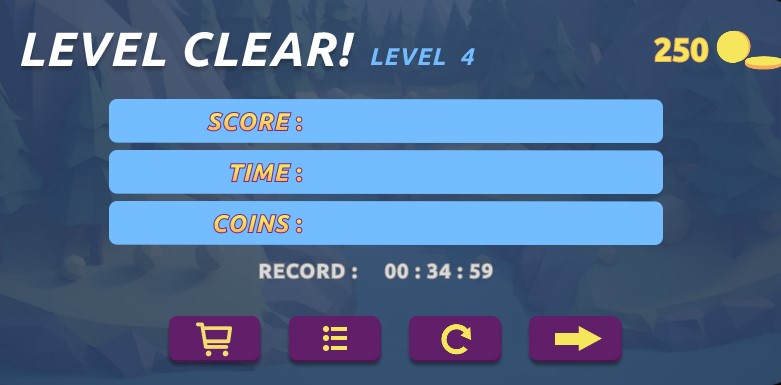 LEVEL CLEAR! LEVEL 4
250
SCORE :
TIME :
COINS :
RECORD : 00 : 34 : 59